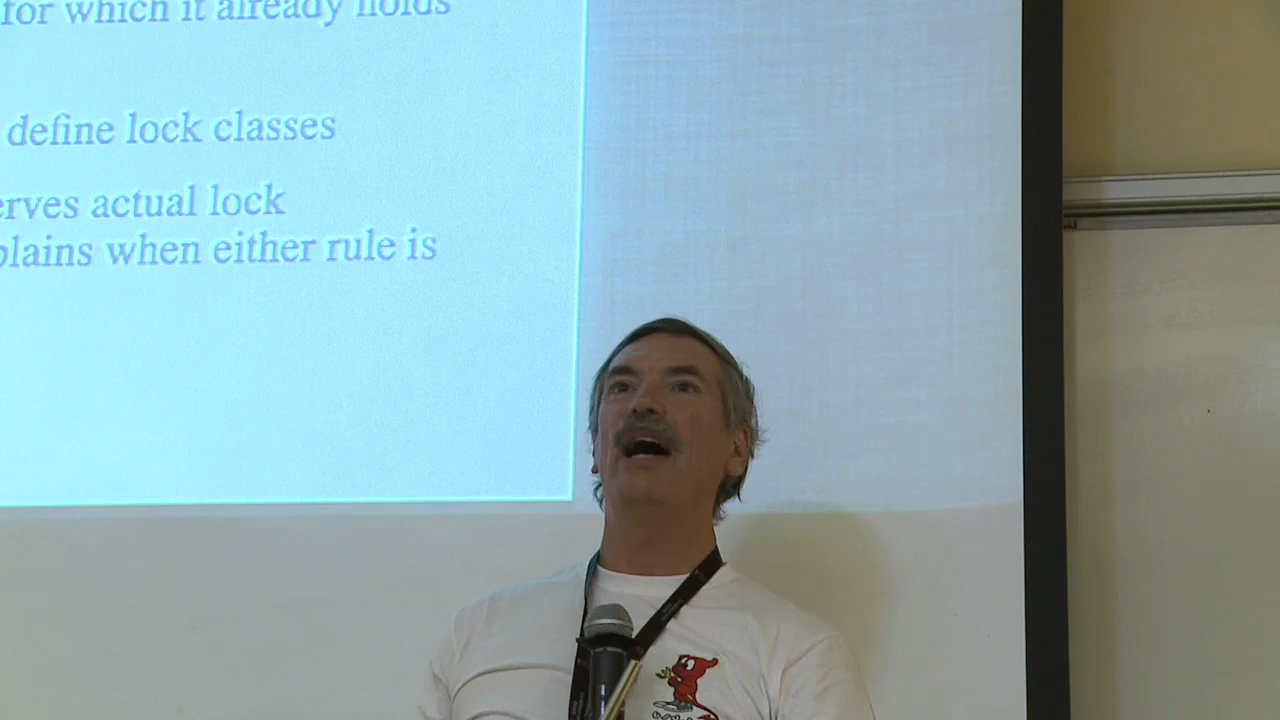 for which it already holds
define lock classes
erves actual lock
plains when either rule is